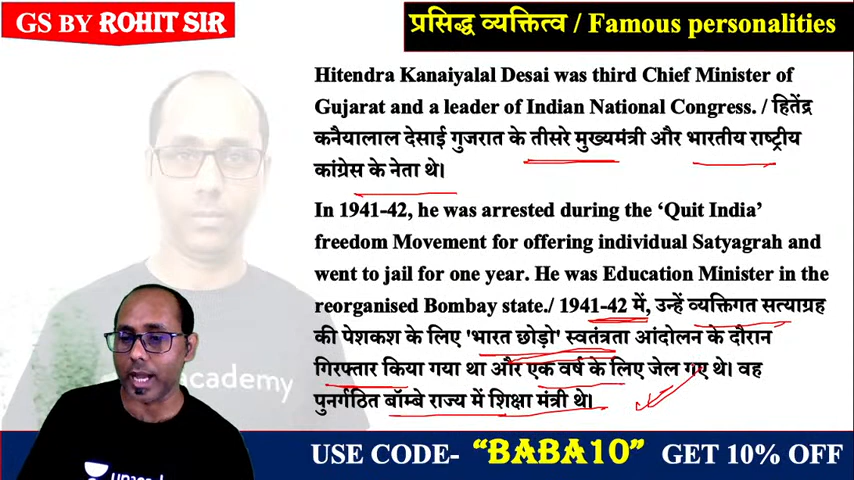 GS BY ROHIT SIR
प्रसिद्ध व्यक्तित्व / Famous personalities
Hitendra Kanaiyalal Desai was third Chief Minister of
Gujarat and a leader of Indian National Congress. / हितेंद्र
कनैयालाल देसाई गुजरात के तीसरे मुख्यमंत्री और भारतीय राष्ट्रीय
कांग्रेस के नेता थे।
In 1941-42, he was arrested during the ‘Quit India’
freedom Movement for offering individual Satyagrah and
went to jail for one year. He was Education Minister in the
reorganised Bombay state./ 1941-42 में, उन्हें व्यक्तिगत सत्याग्रह
की पेशकश के लिए 'भारत छोड़ो' स्वतंत्रता आंदोलन के दौरान
गिरफ्तार किया गया था और एक वर्ष के लिए जेल गए थे। वह
पुनर्गठित बॉम्बे राज्य में शिक्षा मंत्री थे।
academy
USE CODE- “BABA10” GET 10% OFF